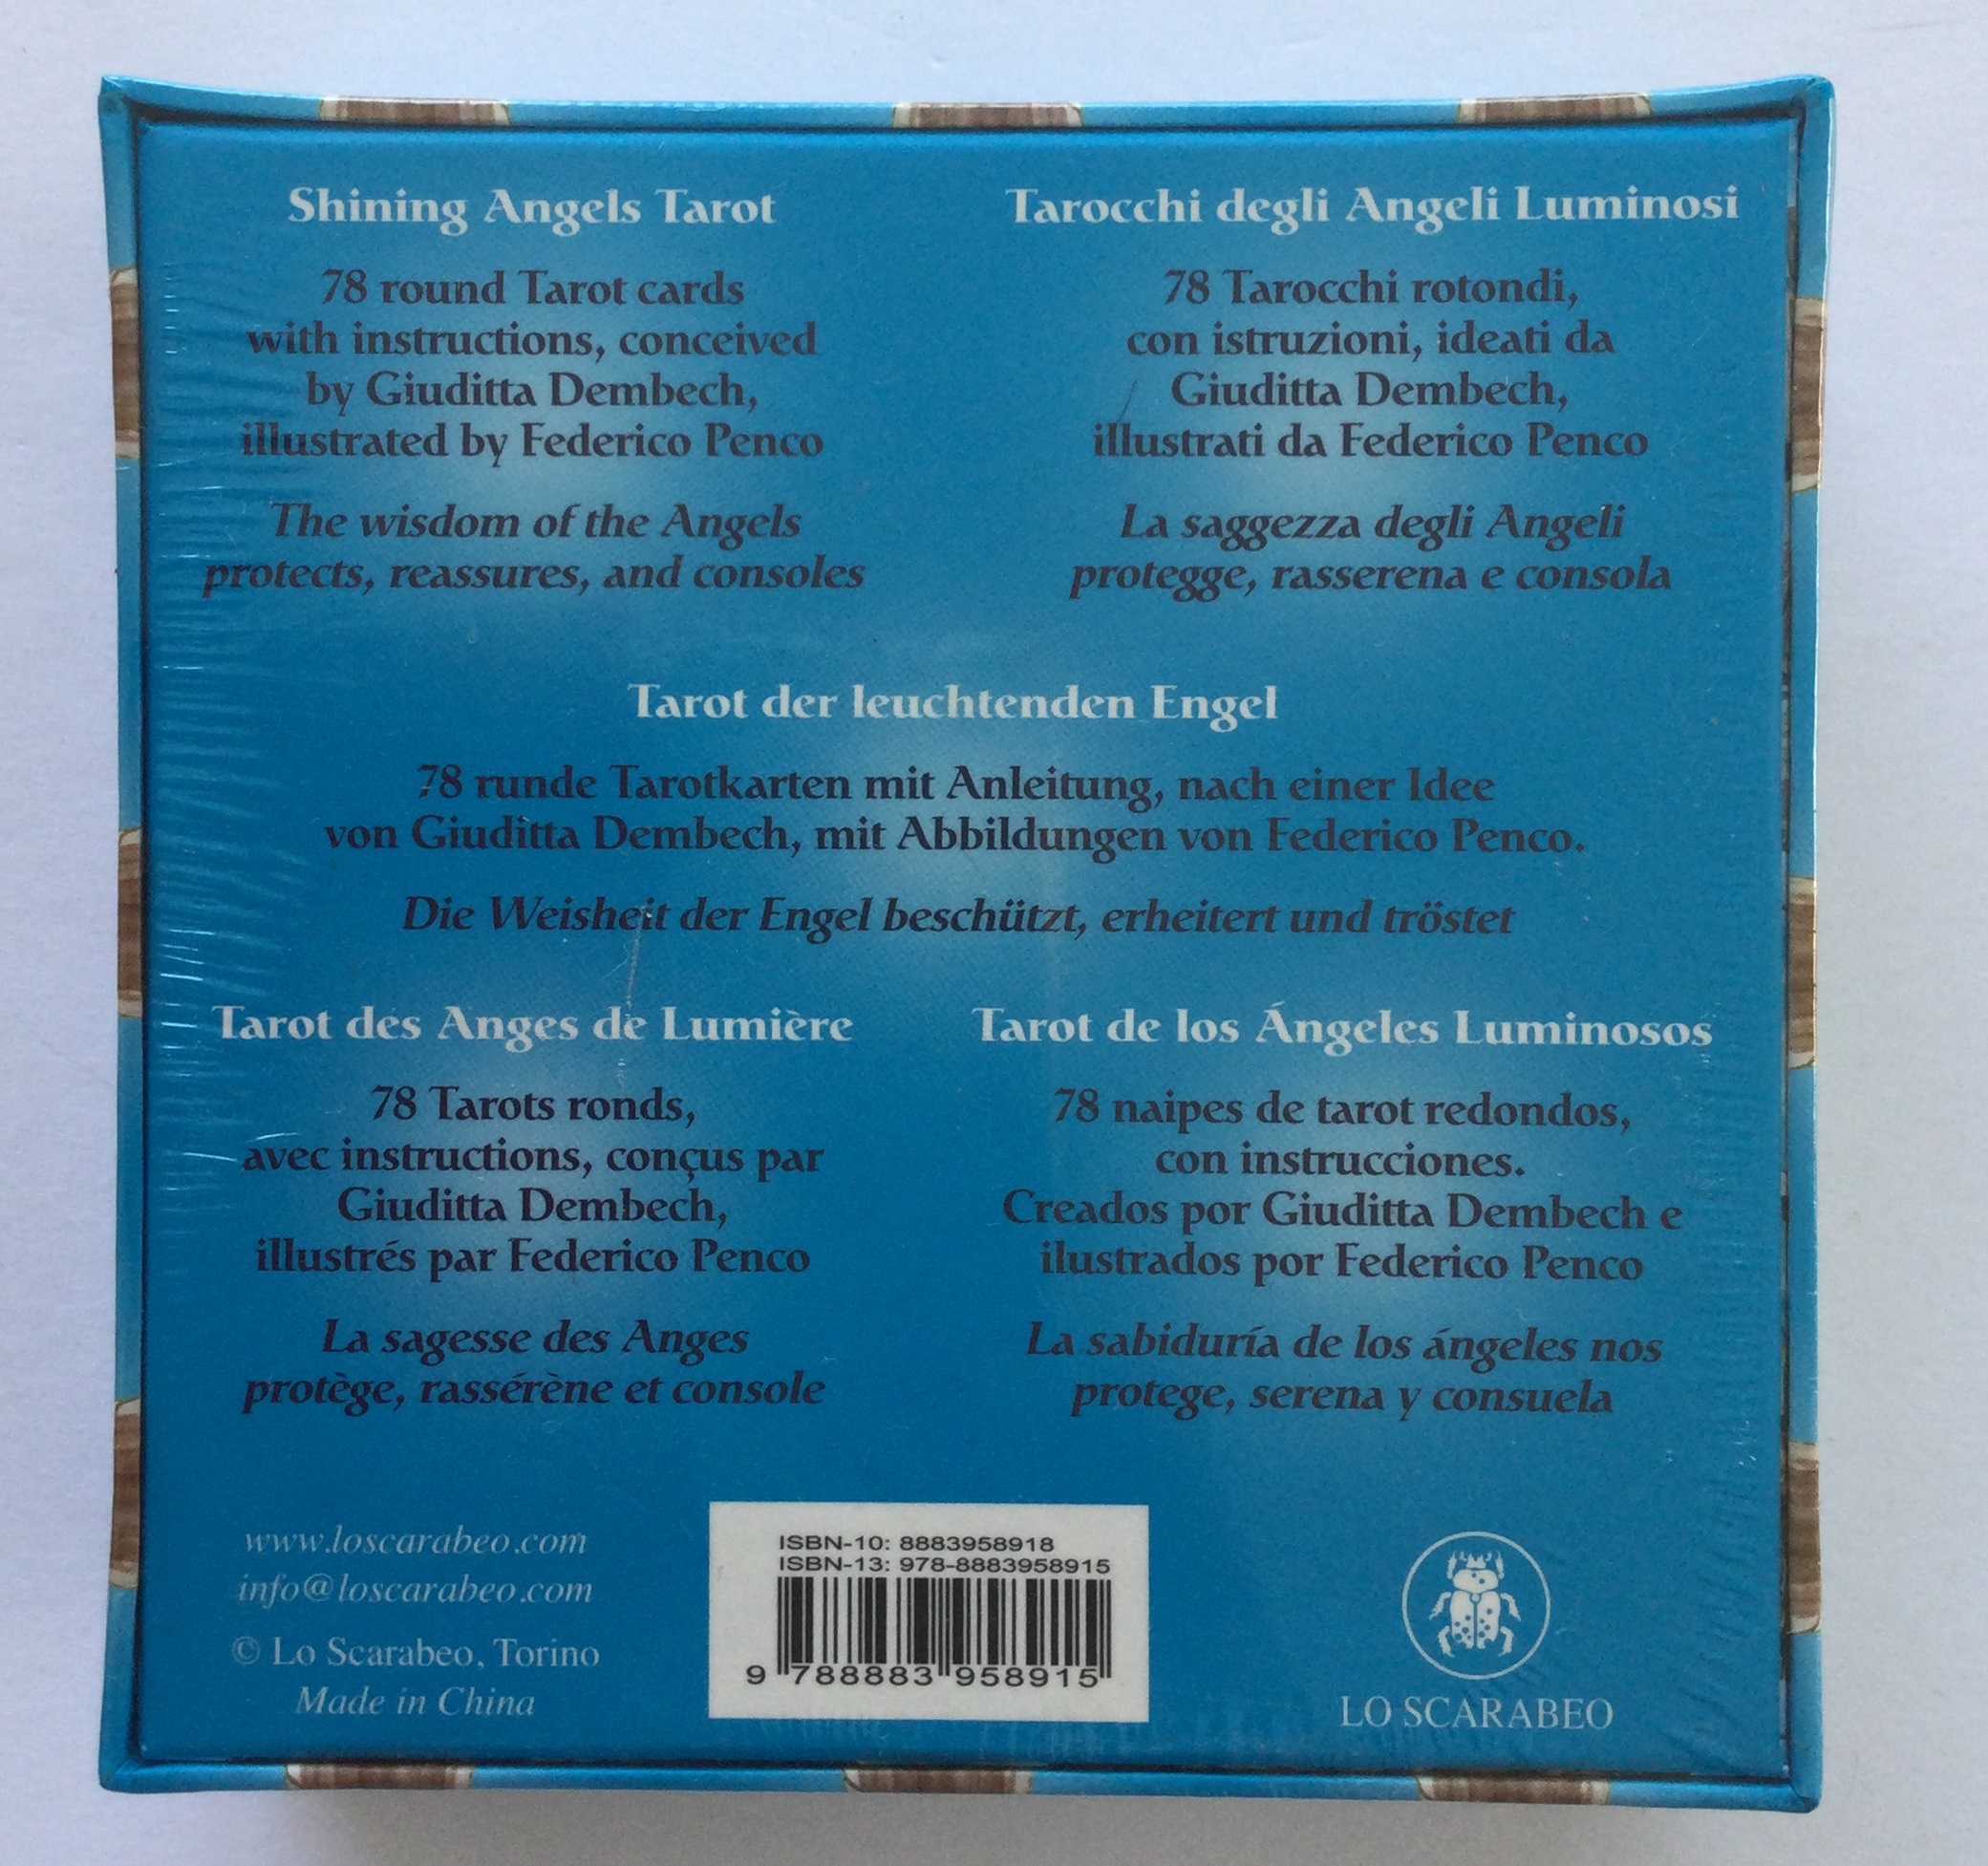 Shining Angels Tarot
78 round Tarot cards
with instructions, conceived
by Giuditta Dembech,
illustrated by Federico Penco
The wisdom of the Angels
protects, reassures, and consoles
Tarocchi degli Angeli Luminosi
78 Tarocchi rotondi,
con istruzioni, ideati da
Giuditta Dembech,
illustrati da Federico Penco
La saggezza degli Angeli
protegge, rasserena e consola
Tarot der leuchtenden Engel
78 runde Tarotkarten mit Anleitung, nach einer Idee
von Giuditta Dembech, mit Abbildungen von Federico Penco.
Die Weisheit der Engel beschützt, erheitert und tröstet
Tarot des Anges de Lumière
78 Tarots ronds,
avec instructions, conçus par
Giuditta Dembech,
illustrés par Federico Penco
La sagesse des Anges
protège, rassérène et console
Tarot de los Ángeles Luminosos
78 naipes de tarot redondos,
con instrucciones.
Creados por Giuditta Dembech e
ilustrados por Federico Penco
La sabiduría de los ángeles nos
protege, serena y consuela
www.loscarabeo.com
info@loscarabeo.com
© Lo Scarabeo, Torino
Made in China
ISBN-10: 8883958918
ISBN-13: 978-8883958915
9 788883 958915
LO SCARABEO